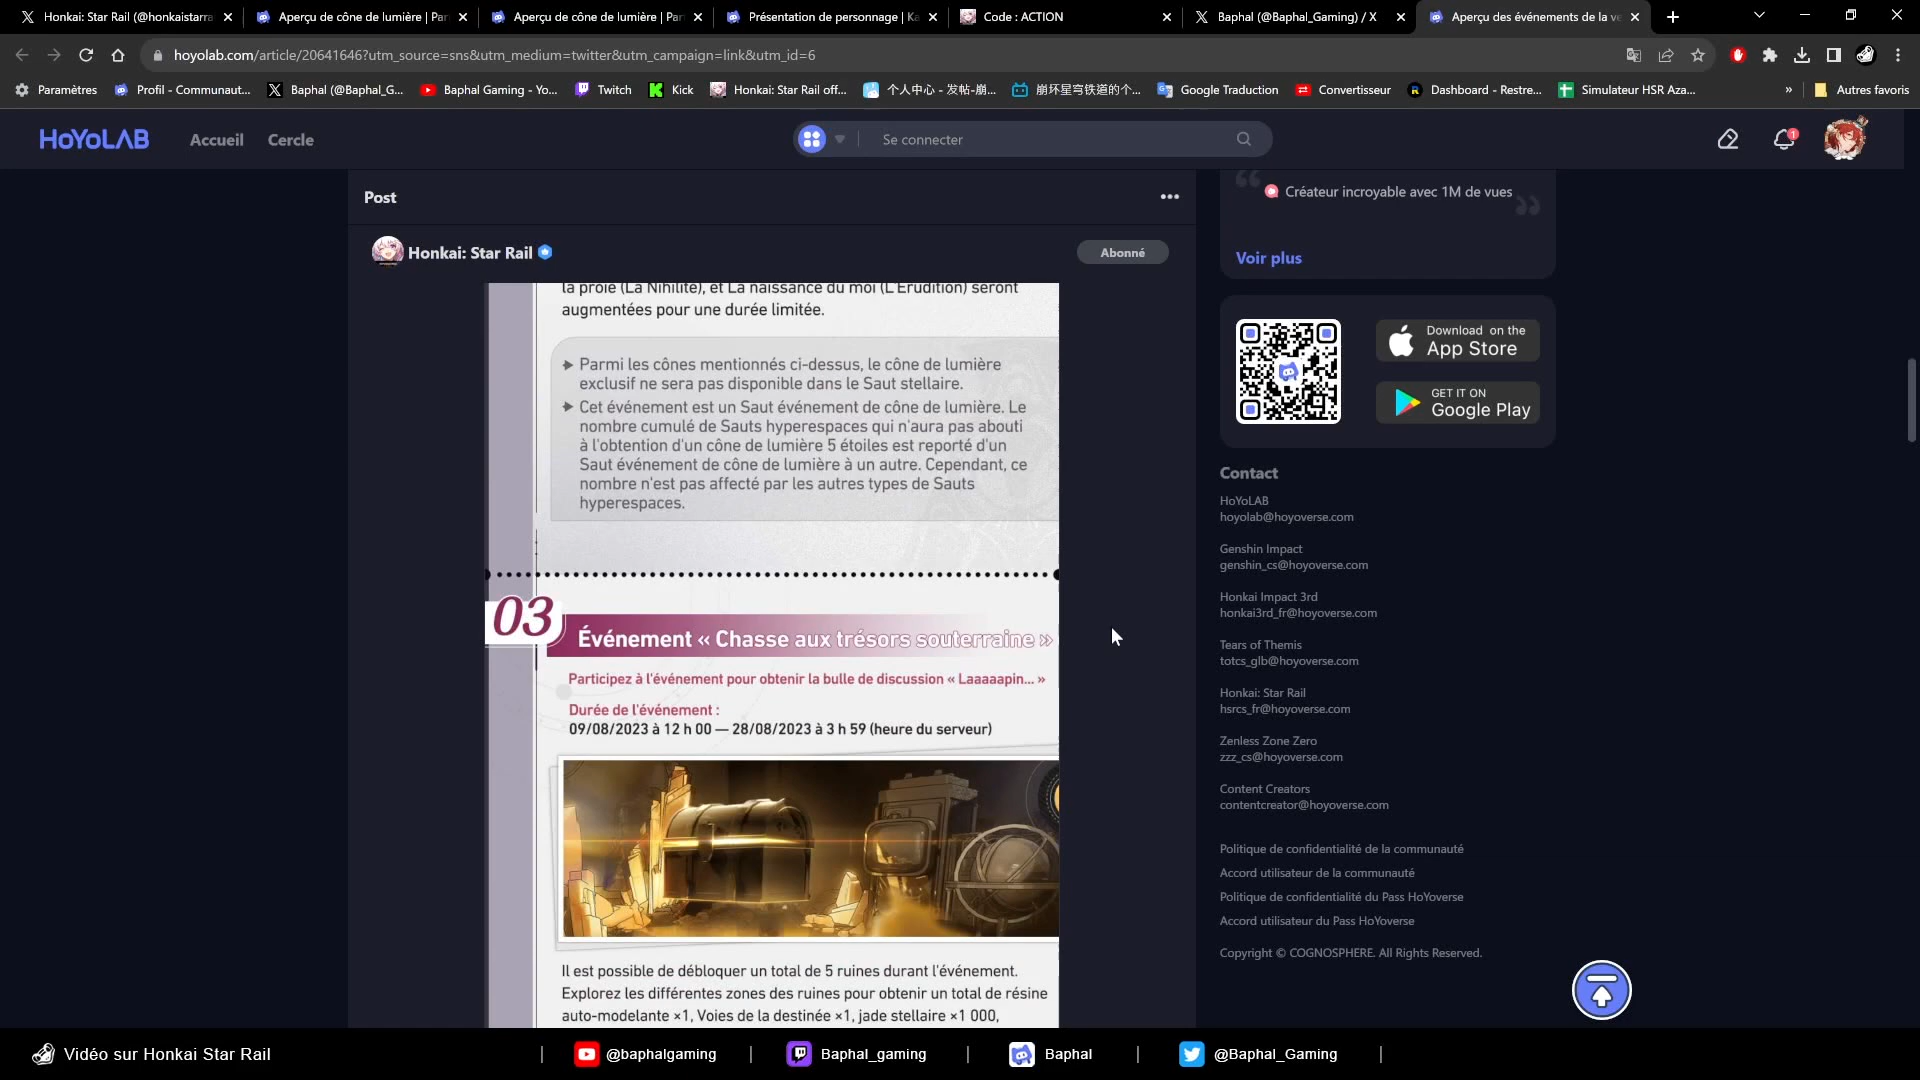 Honkai: Star Rail (@honkaistarra
Aperçu de cône de lumière | Par
Aperçu de cône de lumière | Par
Présentation de personnage | Ka
Code : ACTION
Baphal (@Baphal_Gaming) / X
Aperçu des événements de la ve
hoyolab.com/article/20641646?utm_source=sns&utm_medium=twitter&utm_campaign=link&utm_id=6
Paramètres
Profil - Communaut...
Baphal (@Baphal_G...
Baphal Gaming - Yo...
Twitch
Kick
Honkai: Star Rail off...
个人中心 - 发帖-崩...
崩环星穹铁道的个...
Google Traduction
Convertisseur
Dashboard - Restre...
Simulateur HSR Aza...
»
Autres favoris
HoYoLAB
Accueil
Cercle
Se connecter
1
Post
Honkai: Star Rail
Abonné
la proie (La Nihilité), et La naissance du moi (L'Érudition) seront
augmentées pour une durée limitée.
Parmi les cônes mentionnés ci-dessus, le cône de lumière
exclusif ne sera pas disponible dans le Saut stellaire.
Cet événement est un Saut événement de cône de lumière. Le
nombre cumulé de Sauts hyperespaces qui n'aura pas abouti
à l'obtention d'un cône de lumière 5 étoiles est reporté d'un
Saut événement de cône de lumière à un autre. Cependant, ce
nombre n'est pas affecté par les autres types de Sauts
hyperespaces.
03
Événement « Chasse aux trésors souterraine »
Participez à l'événement pour obtenir la bulle de discussion « Laaaaapin... »
Durée de l'événement :
09/08/2023 à 12 h 00 — 28/08/2023 à 3 h 59 (heure du serveur)
Il est possible de débloquer un total de 5 ruines durant l'événement.
Explorez les différentes zones des ruines pour obtenir un total de résine
auto-modelante ×1, Voies de la destinée ×1, jade stellaire ×1 000,
Créateur incroyable avec 1M de vues
Voir plus
Download on the
App Store
GET IT ON
Google Play
Contact
HoYoLAB
hoyolab@hoyoverse.com
Genshin Impact
genshin_cs@hoyoverse.com
Honkai Impact 3rd
honkai3rd_fr@hoyoverse.com
Tears of Themis
totcs_glb@hoyoverse.com
Honkai: Star Rail
hsrcs_fr@hoyoverse.com
Zenless Zone Zero
zzz_cs@hoyoverse.com
Content Creators
contentcreator@hoyoverse.com
Politique de confidentialité de la communauté
Accord utilisateur de la communauté
Politique de confidentialité du Pass HoYoverse
Accord utilisateur du Pass HoYoverse
Copyright © COGNOSPHERE. All Rights Reserved.
Vidéo sur Honkai Star Rail
@baphalgaming
Baphal_gaming
Baphal
@Baphal_Gaming